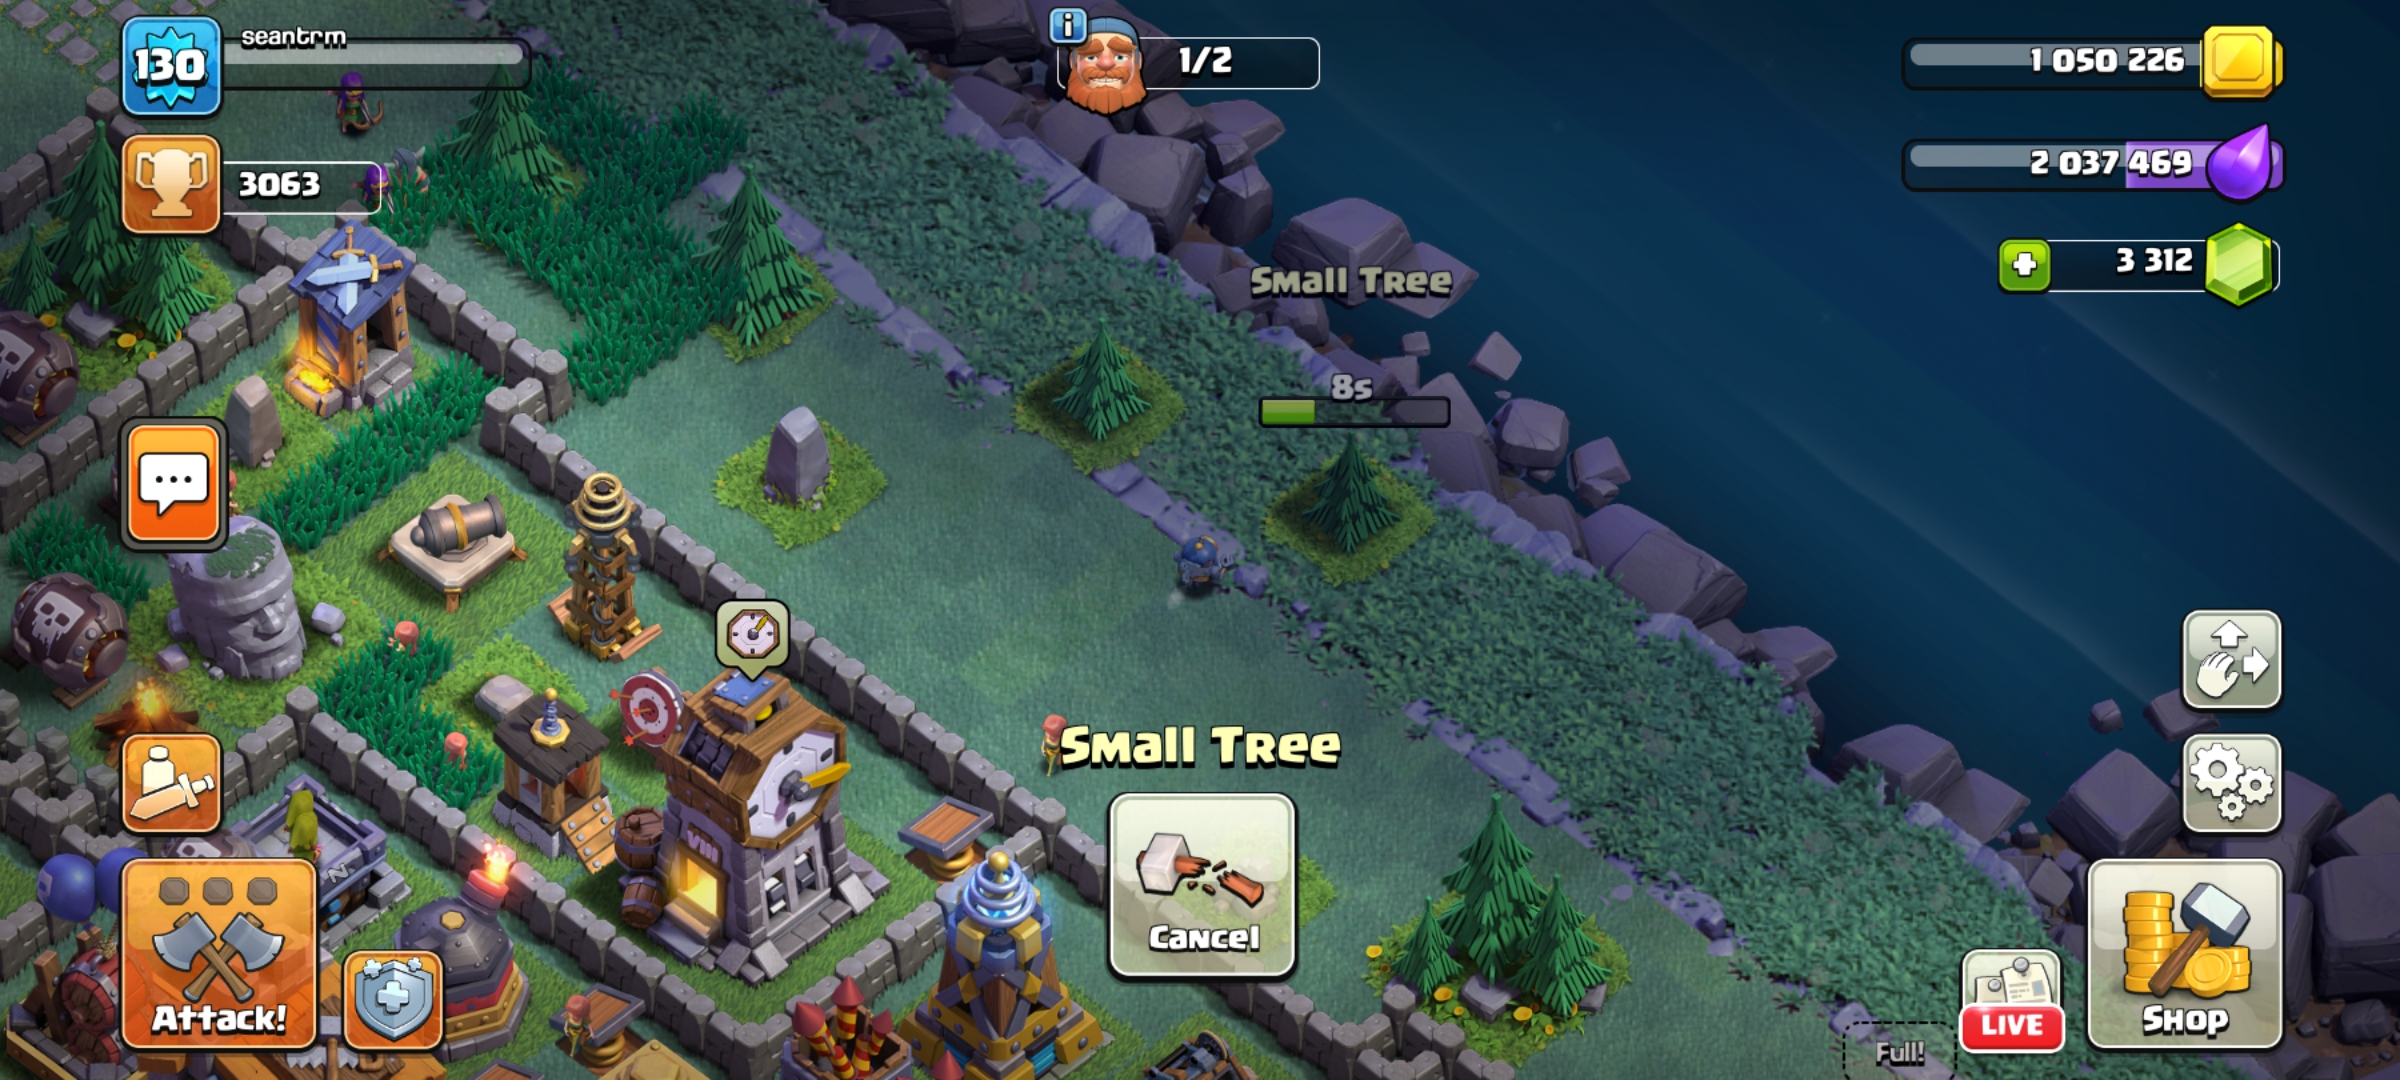 seantrm
130
1/2
1 050 226
3063
2 037 469
3 312
Small Tree
8s
Small Tree
VIII
Cancel
Attack!
LIVE
Shop
Full!